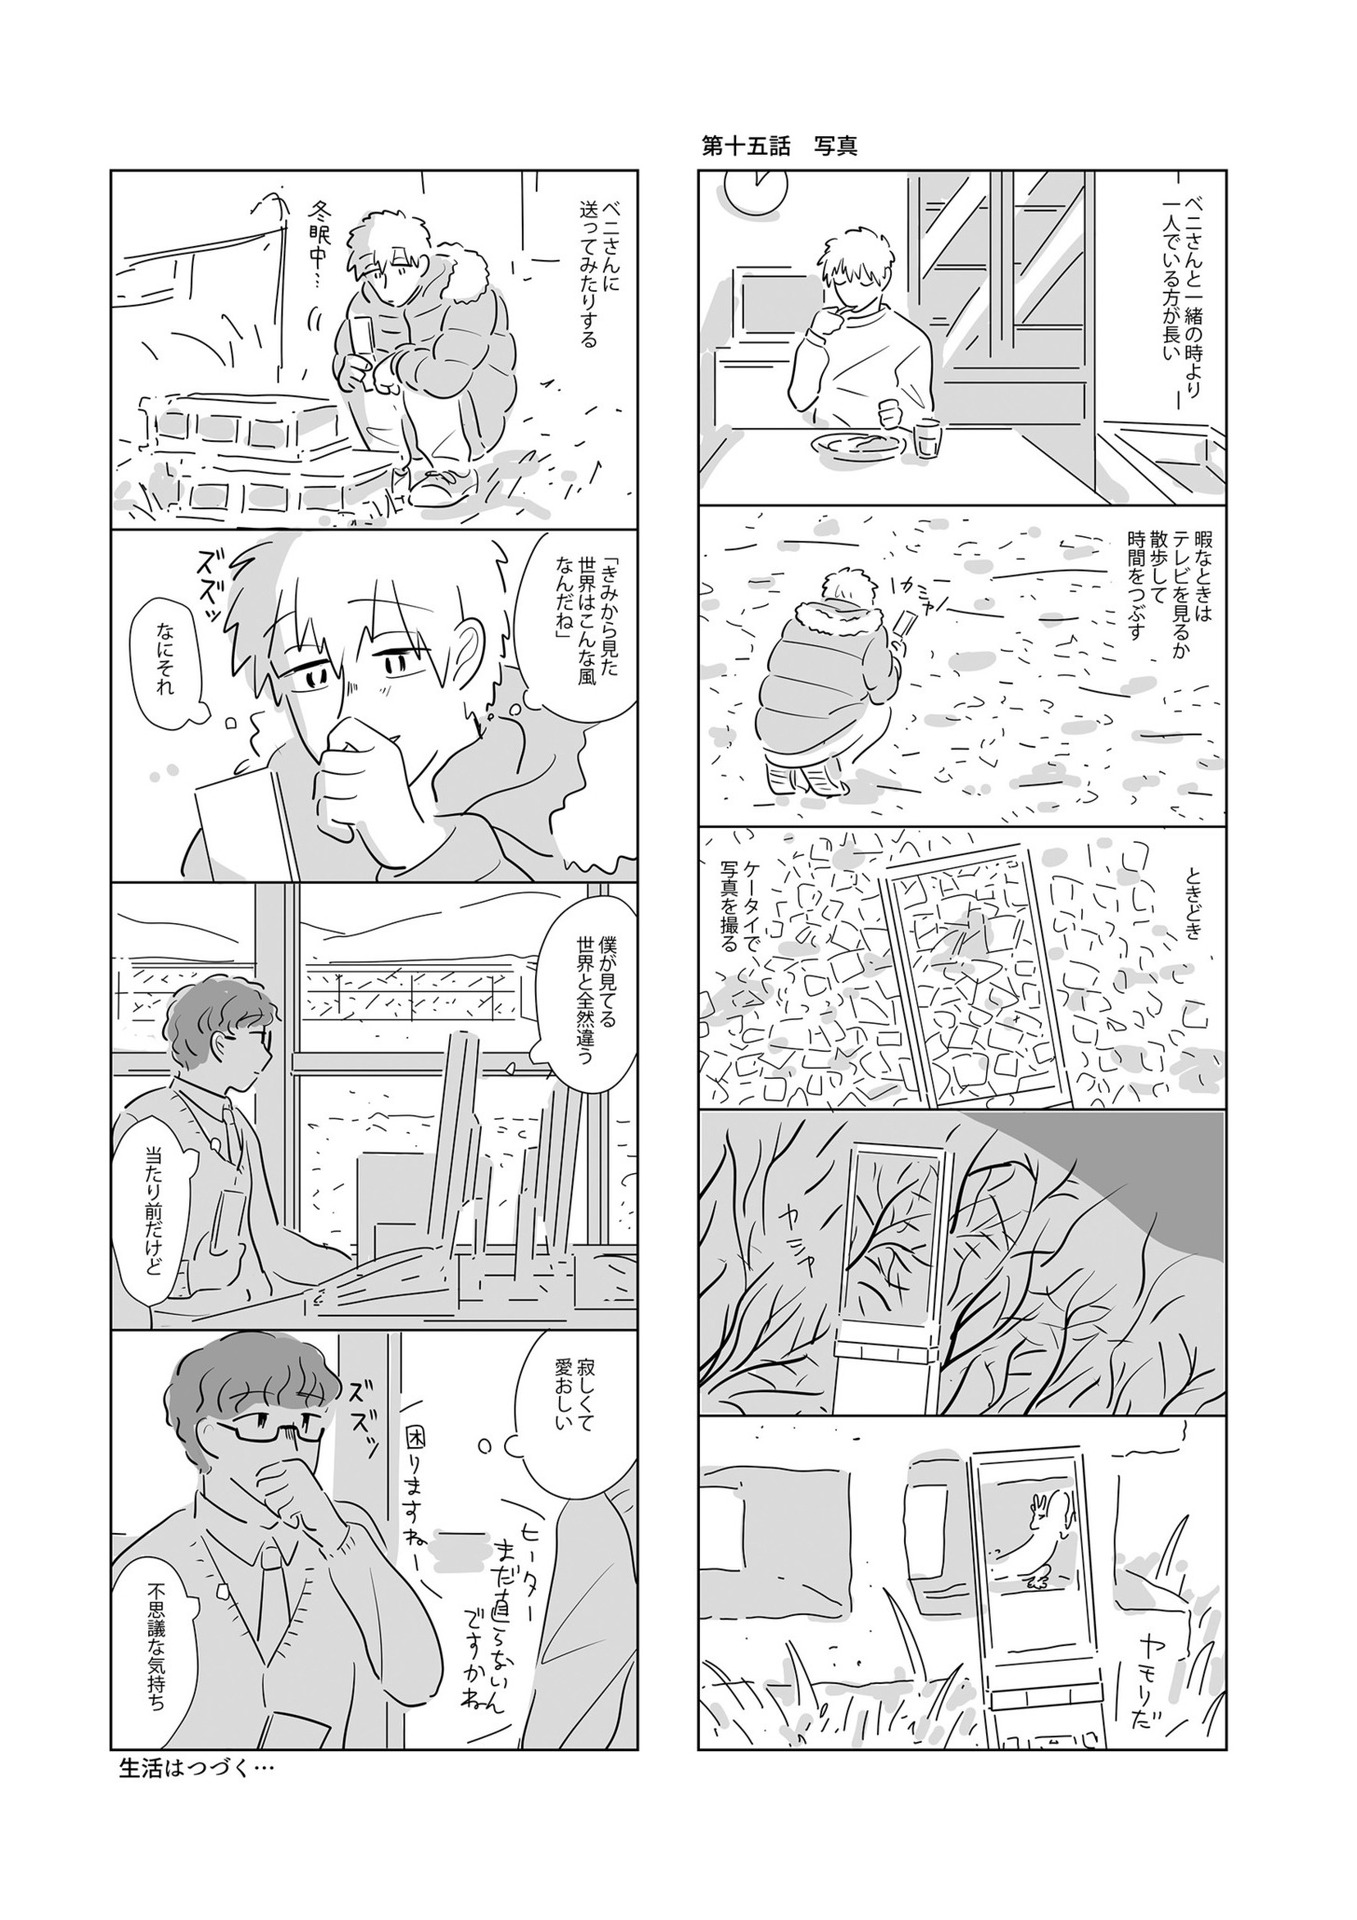 第十五話　写真
ベニさんと一緒の時より
一人でいる方が長い
暇なときは
テレビを見るか
散歩して
時間をつぶす
カシャ
ときどき
ケータイで
写真を撮る
カシャ
ヤモリだ
ベニさんに
送ってみたりする
冬眠中…
「きみから見た
世界はこんな風
なんだね」
ズズッ
なにそれ
僕が見てる
世界と全然違う
当たり前だけど
寂しくて
愛おしい
ズズッ
困りますねー
ヒーター
まだ直らないん
ですかね
不思議な気持ち
生活はつづく…